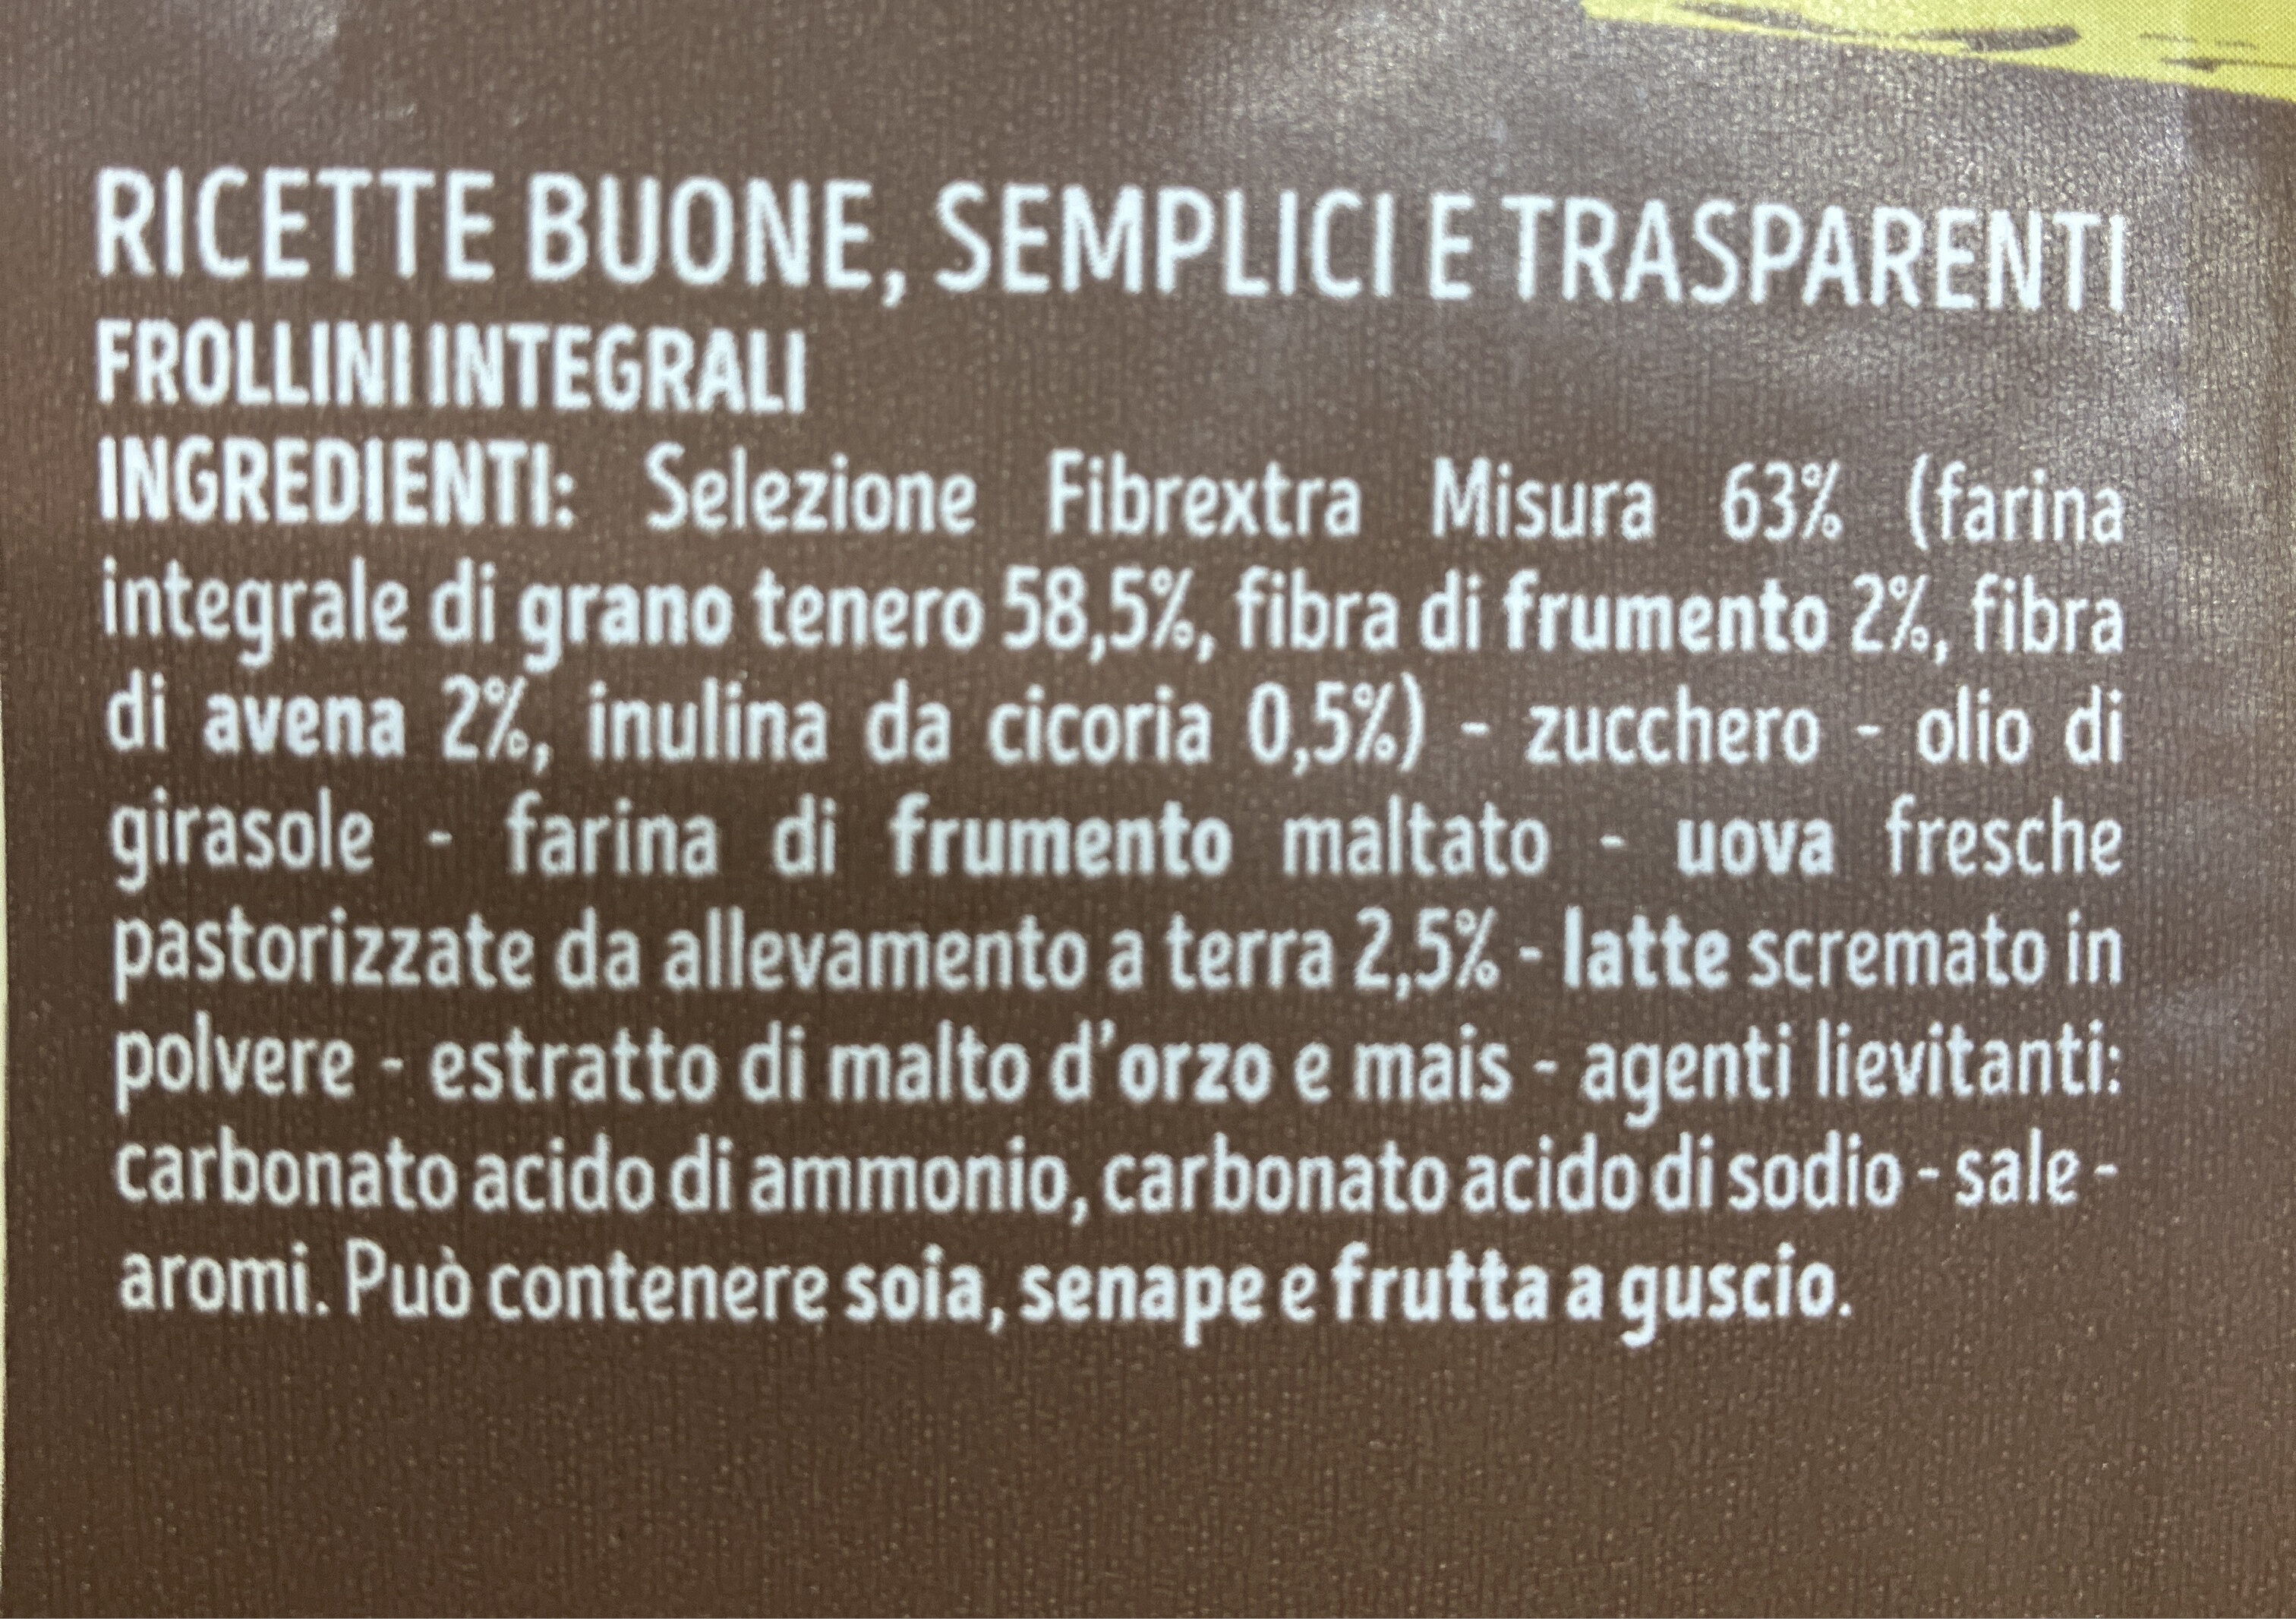 RICETTE BUONE, SEMPLICI E TRASPARENTI
FROLLINI INTEGRALI
INGREDIENTI: Selezione Fibrextra Misura 63% (farina
integrale di grano tenero 58,5%, fibra di frumento 2%, fibra
di avena 2%, inulina da cicoria 0,5%) - zucchero - olio di
girasole - farina di frumento maltato - uova fresche
pastorizzate da allevamento a terra 2,5% - latte scremato in
polvere - estratto di malto d'orzo e mais - agenti lievitanti:
carbonato acido di ammonio, carbonato acido di sodio - sale -
aromi. Può contenere soia, senape e frutta a guscio.